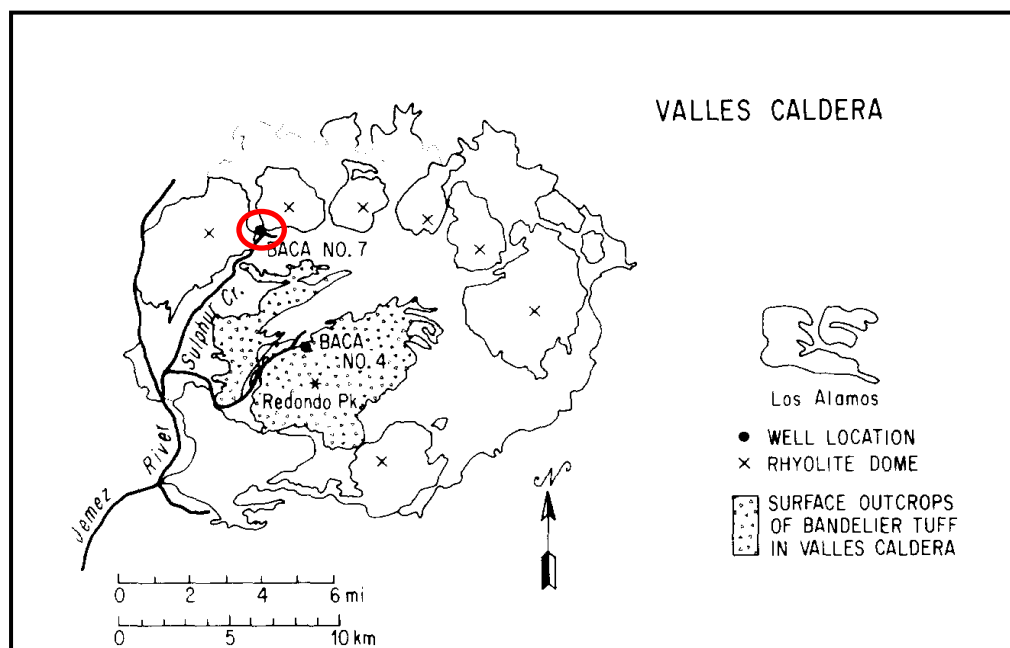 VALLES CALDERA
BACA NO. 7
Sulphur Cr.
BACA
NO. 4
Redondo Pk.
Los Alamos
WELL LOCATION
RHYOLITE DOME
SURFACE OUTCROPS
OF BANDELIER TUFF
IN VALLES CALDERA
Jemez River
N
0 2 4 6 mi
0 5 10 km